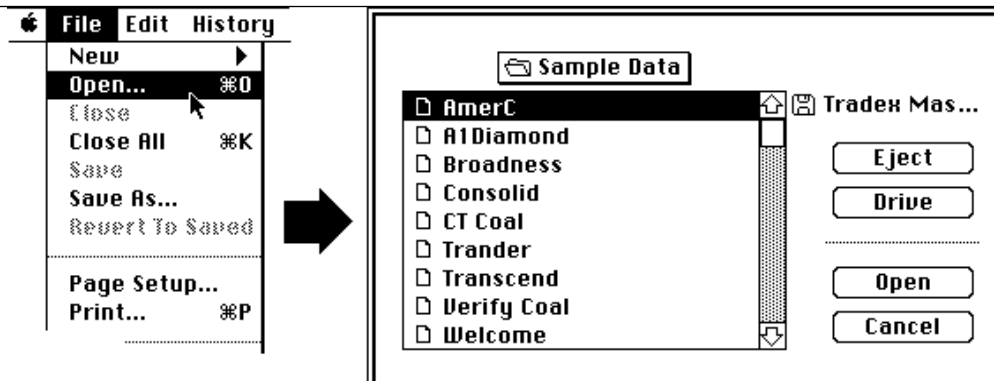 File Edit History
New
Open... ⌘O
Close
Close All ⌘K
Save
Save As...
Revert To Saved
Page Setup...
Print... ⌘P
Sample Data
AmerC
A1Diamond
Broadness
Consolid
CT Coal
Trander
Transcend
Verify Coal
Welcome
Tradex Mas...
Eject
Drive
Open
Cancel